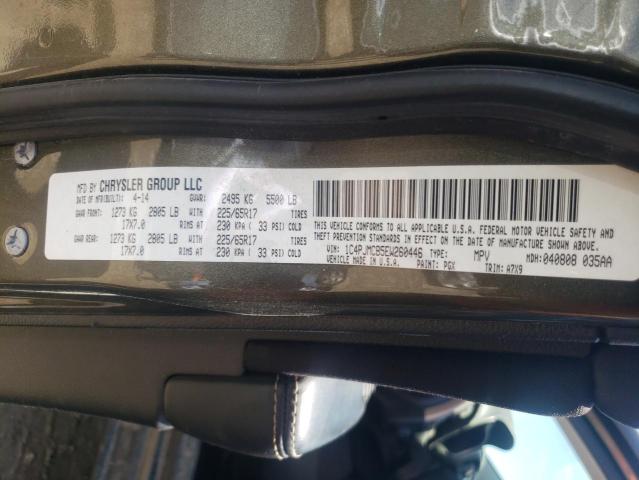 MFD BY CHRYSLER GROUP LLC
DATE OF MFR(BUILT): 4-14 GVWR: 2495 KG 5500 LB
GAWR FRONT: 1273 KG 2805 LB WITH 225/65R17 TIRES
17X7.0 RIMS AT 230 KPA ( 33 PSI) COLD
GAWR REAR: 1273 KG 2805 LB WITH 225/65R17 TIRES
17X7.0 RIMS AT 230 KPA ( 33 PSI) COLD
THIS VEHICLE CONFORMS TO ALL APPLICABLE U.S.A. FEDERAL MOTOR VEHICLE SAFETY AND
THEFT PREVENTION STANDARDS IN EFFECT ON THE DATE OF MANUFACTURE SHOWN ABOVE.
VIN: 1C4PJMCB5EW260446 TYPE: MPV MDH: 040808 035AA
VEHICLE MADE IN U.S.A. PAINT: PGX TRIM: A7X9